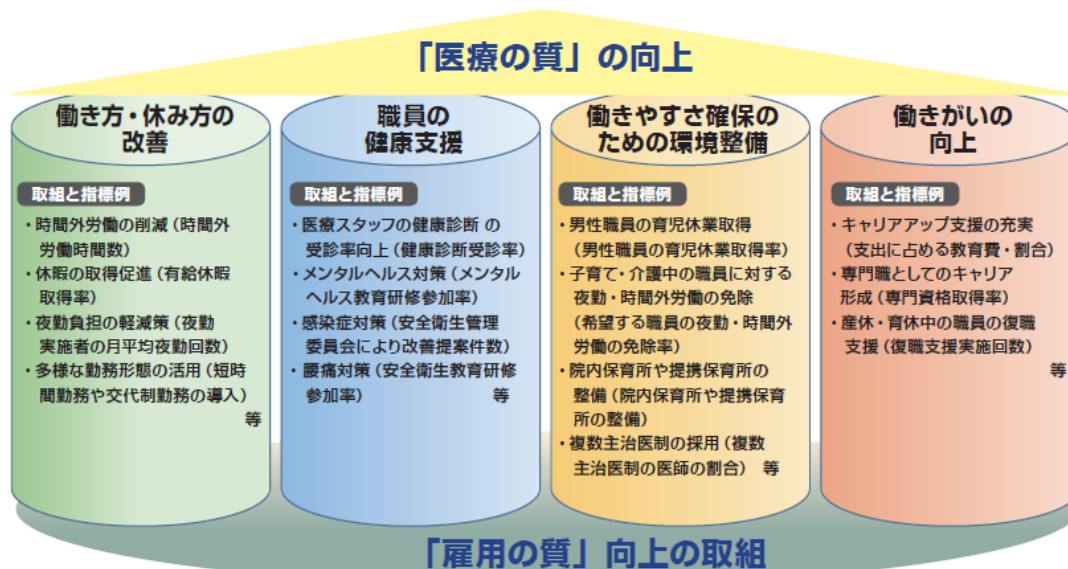 「医療の質」の向上
働き方・休み方の
改善
取組と指標例
・時間外労働の削減（時間外
労働時間数）
・休暇の取得促進（有給休暇
取得率）
・夜勤負担の軽減策（夜勤
実施者の月平均夜勤回数）
・多様な勤務形態の活用（短時
間勤務や交代制勤務の導入）
等
職員の
健康支援
取組と指標例
・医療スタッフの健康診断 の
受診率向上（健康診断受診率）
・メンタルヘルス対策（メンタル
ヘルス教育研修参加率）
・感染症対策（安全衛生管理
委員会により改善提案件数）
・腰痛対策（安全衛生教育研修
参加率） 等
働きやすさ確保の
ための環境整備
取組と指標例
・男性職員の育児休業取得
（男性職員の育児休業取得率）
・子育て・介護中の職員に対する
夜勤・時間外労働の免除
（希望する職員の夜勤・時間外
労働の免除率）
・院内保育所や提携保育所の
整備（院内保育所や提携保育
所の整備）
・複数主治医制の採用（複数
主治医制の医師の割合） 等
働きがいの
向上
取組と指標例
・キャリアアップ支援の充実
（支出に占める教育費・割合）
・専門職としてのキャリア
形成（専門資格取得率）
・産休・育休中の職員の復職
支援（復職支援実施回数）
等
「雇用の質」向上の取組